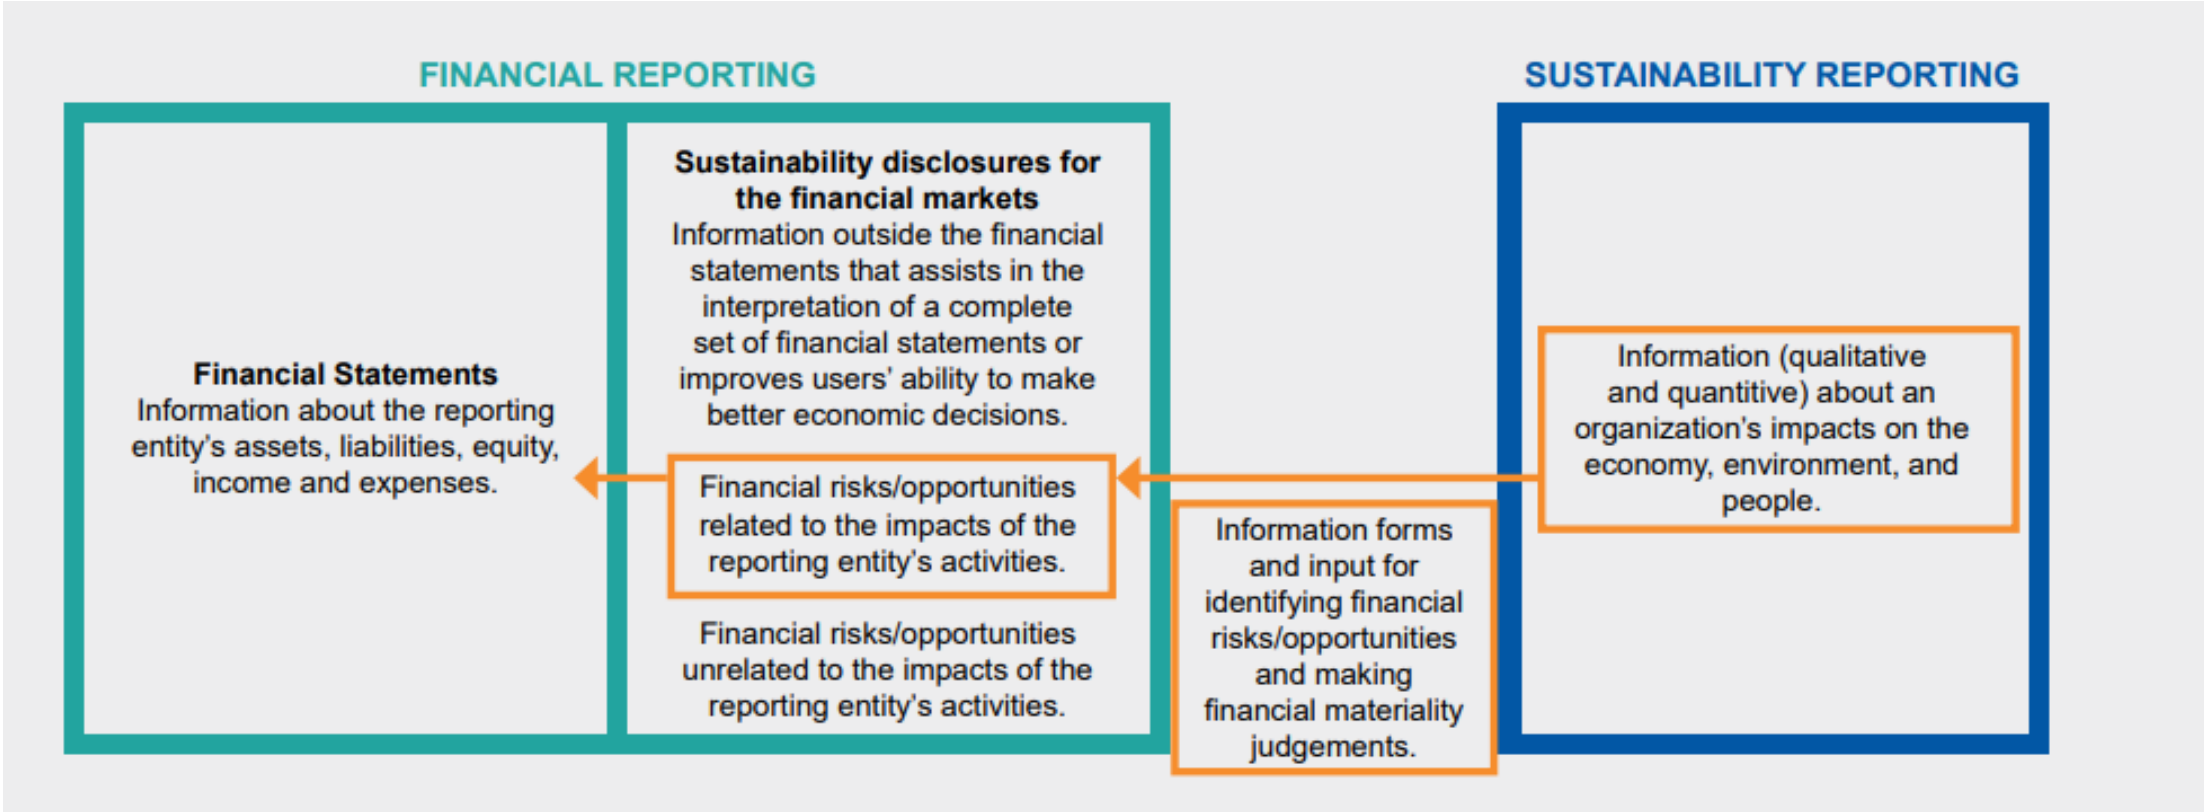 FINANCIAL REPORTING
SUSTAINABILITY REPORTING
Financial Statements
Information about the reporting
entity's assets, liabilities, equity,
income and expenses.
Sustainability disclosures for
the financial markets
Information outside the financial
statements that assists in the
interpretation of a complete
set of financial statements or
improves users' ability to make
better economic decisions.
Financial risks/opportunities
related to the impacts of the
reporting entity's activities.
Financial risks/opportunities
unrelated to the impacts of the
reporting entity's activities.
Information forms
and input for
identifying financial
risks/opportunities
and making
financial materiality
judgements.
Information (qualitative
and quantitive) about an
organization's impacts on the
economy, environment, and
people.